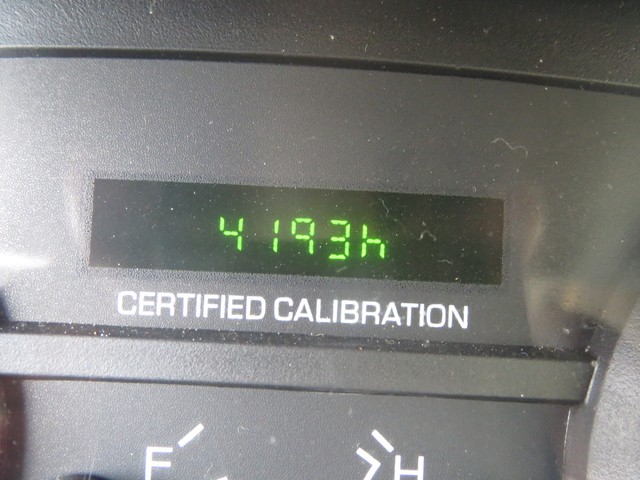 4193h
CERTIFIED CALIBRATION
F H